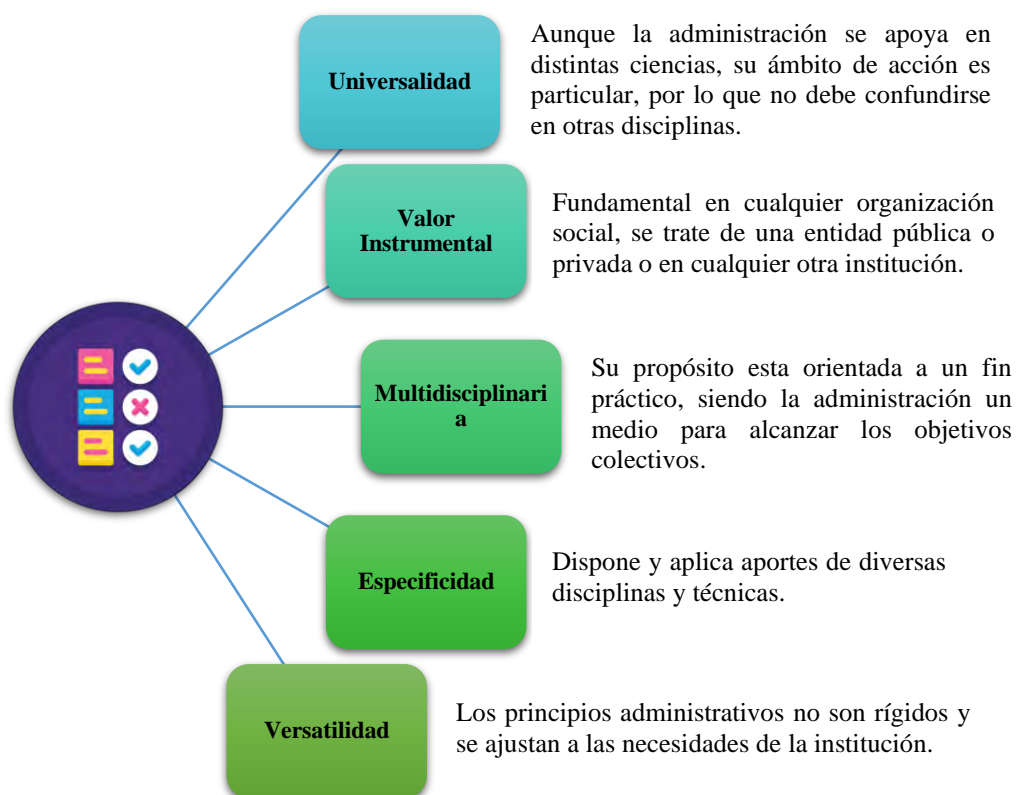 Universalidad
Aunque la administración se apoya en
distintas ciencias, su ámbito de acción es
particular, por lo que no debe confundirse
en otras disciplinas.
Valor
Instrumental
Fundamental en cualquier organización
social, se trate de una entidad pública o
privada o en cualquier otra institución.
Multidisciplinari
a
Su propósito esta orientada a un fin
práctico, siendo la administración un
medio para alcanzar los objetivos
colectivos.
Especificidad
Dispone y aplica aportes de diversas
disciplinas y técnicas.
Versatilidad
Los principios administrativos no son rígidos y
se ajustan a las necesidades de la institución.